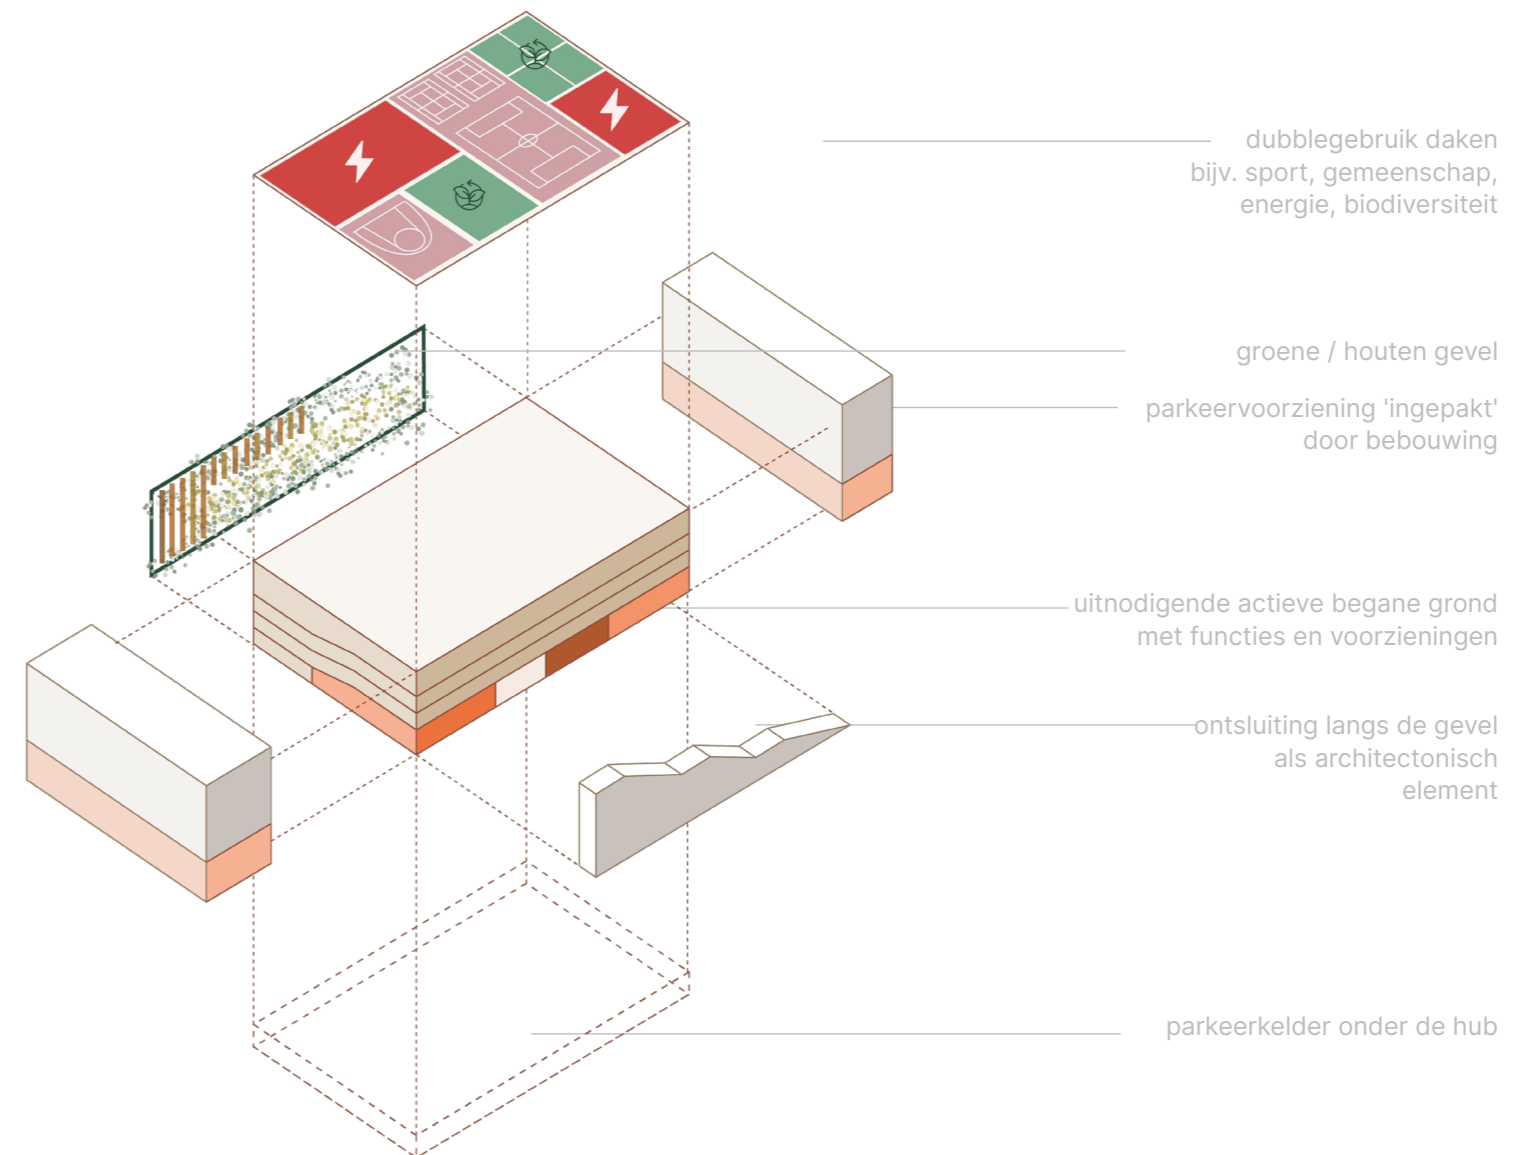 dubblegebruik daken
bijv. sport, gemeenschap,
energie, biodiversiteit
groene / houten gevel
parkeervoorziening 'ingepakt'
door bebouwing
uitnodigende actieve begane grond
met functies en voorzieningen
ontsluiting langs de gevel
als architectonisch
element
parkeerkelder onder de hub